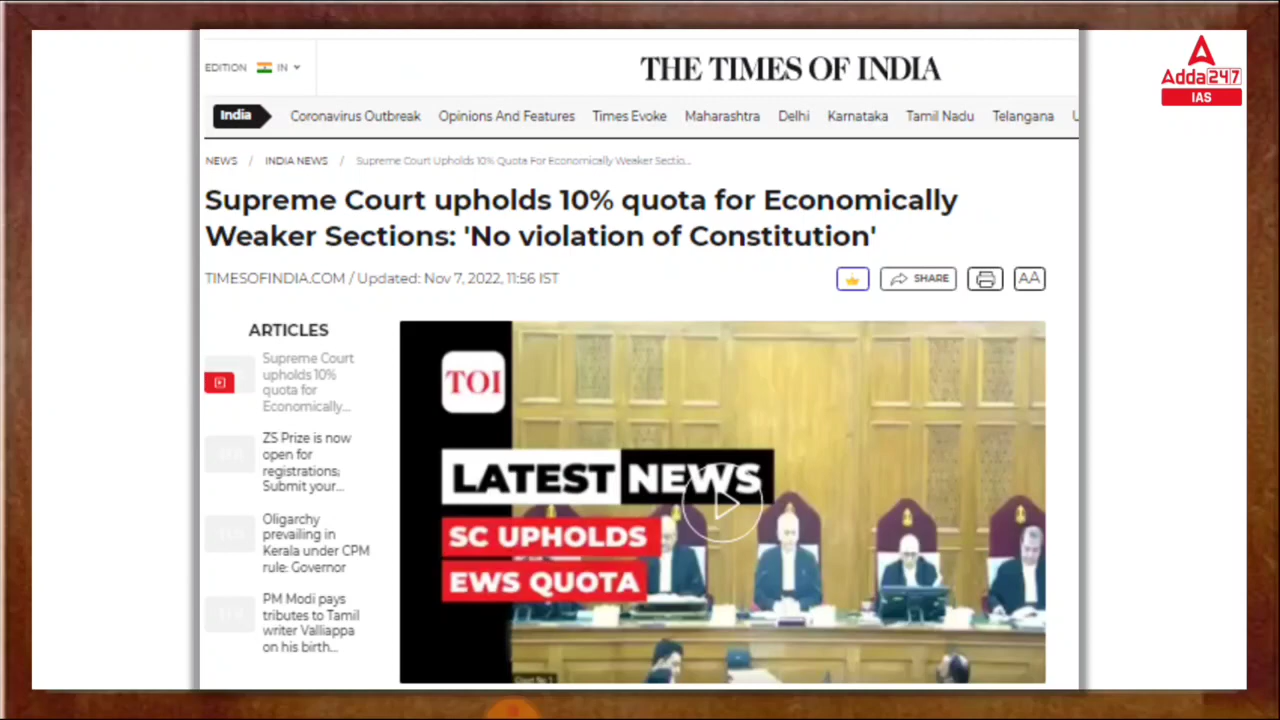 EDITION IN
THE TIMES OF INDIA
Adda247
IAS
India Coronavirus Outbreak Opinions And Features Times Evoke Maharashtra Delhi Karnataka Tamil Nadu Telangana
NEWS / INDIA NEWS / Supreme Court Upholds 10% Quota For Economically Weaker Sectio...
Supreme Court upholds 10% quota for Economically
Weaker Sections: 'No violation of Constitution'
TIMESOFINDIA.COM / Updated: Nov 7, 2022, 11:56 IST
SHARE
AA
ARTICLES
Supreme Court
upholds 10%
quota for
Economically...
ZS Prize is now
open for
registrations;
Submit your...
Oligarchy
prevailing in
Kerala under CPM
rule: Governor
PM Modi pays
tributes to Tamil
writer Valliappa
on his birth...
TOI
LATEST NEWS
SC UPHOLDS
EWS QUOTA